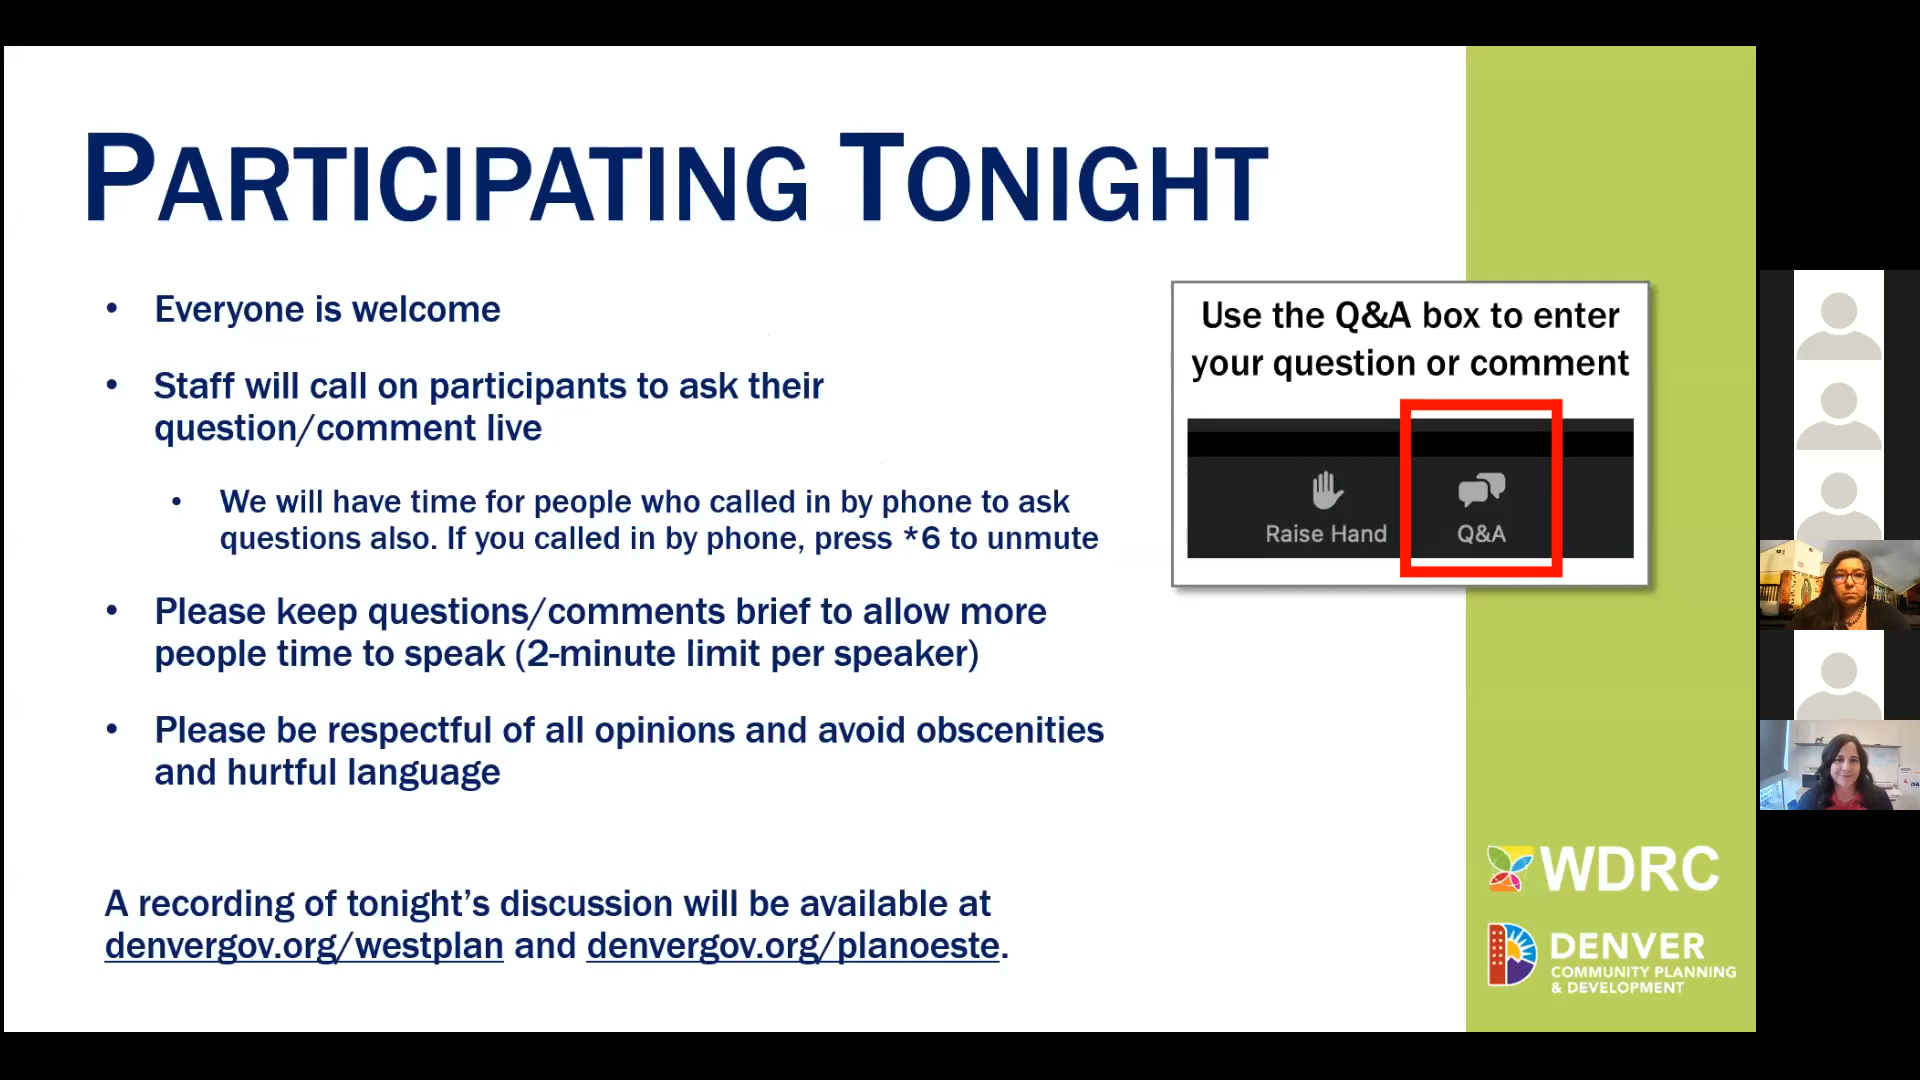 PARTICIPATING TONIGHT
• Everyone is welcome
• Staff will call on participants to ask their
question/comment live
• We will have time for people who called in by phone to ask
questions also. If you called in by phone, press *6 to unmute
• Please keep questions/comments brief to allow more
people time to speak (2-minute limit per speaker)
• Please be respectful of all opinions and avoid obscenities
and hurtful language
A recording of tonight’s discussion will be available at
denvergov.org/westplan and denvergov.org/planoeste.
Use the Q&A box to enter
your question or comment
Raise Hand
Q&A
WDRC
DENVER
COMMUNITY PLANNING
& DEVELOPMENT